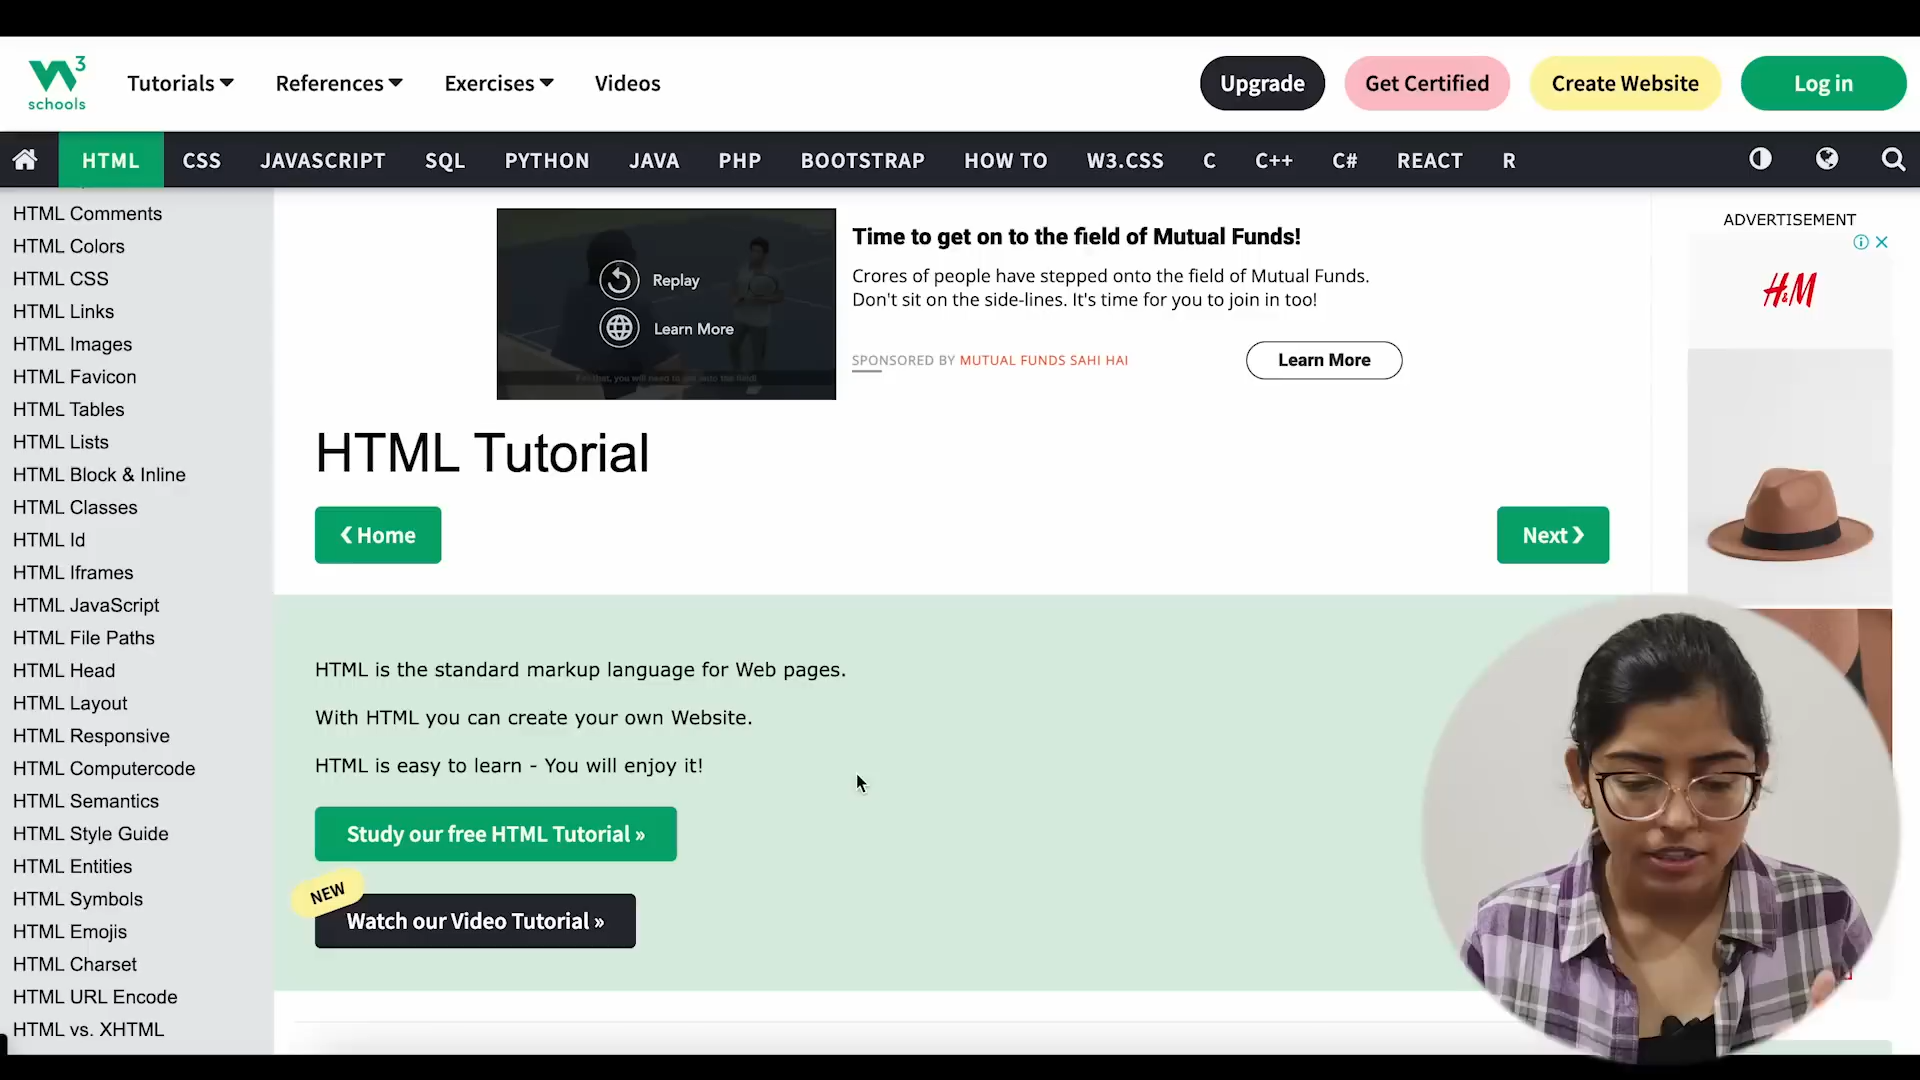 3
schools
Tutorials
References
Exercises
Videos
Upgrade
Get Certified
Create Website
Log in
HTML
CSS
JAVASCRIPT
SQL
PYTHON
JAVA
PHP
BOOTSTRAP
HOW TO
W3.CSS
C
C++
C#
REACT
R
HTML Comments
HTML Colors
HTML CSS
HTML Links
HTML Images
HTML Favicon
HTML Tables
HTML Lists
HTML Block & Inline
HTML Classes
HTML Id
HTML Iframes
HTML JavaScript
HTML File Paths
HTML Head
HTML Layout
HTML Responsive
HTML Computercode
HTML Semantics
HTML Style Guide
HTML Entities
HTML Symbols
HTML Emojis
HTML Charset
HTML URL Encode
HTML vs. XHTML
Replay
Learn More
Time to get on to the field of Mutual Funds!
Crores of people have stepped onto the field of Mutual Funds.
Don't sit on the side-lines. It's time for you to join in too!
SPONSORED BY MUTUAL FUNDS SAHI HAI
Learn More
HTML Tutorial
❮ Home
Next ❯
HTML is the standard markup language for Web pages.
With HTML you can create your own Website.
HTML is easy to learn - You will enjoy it!
Study our free HTML Tutorial »
NEW
Watch our Video Tutorial »
ADVERTISEMENT
H&M